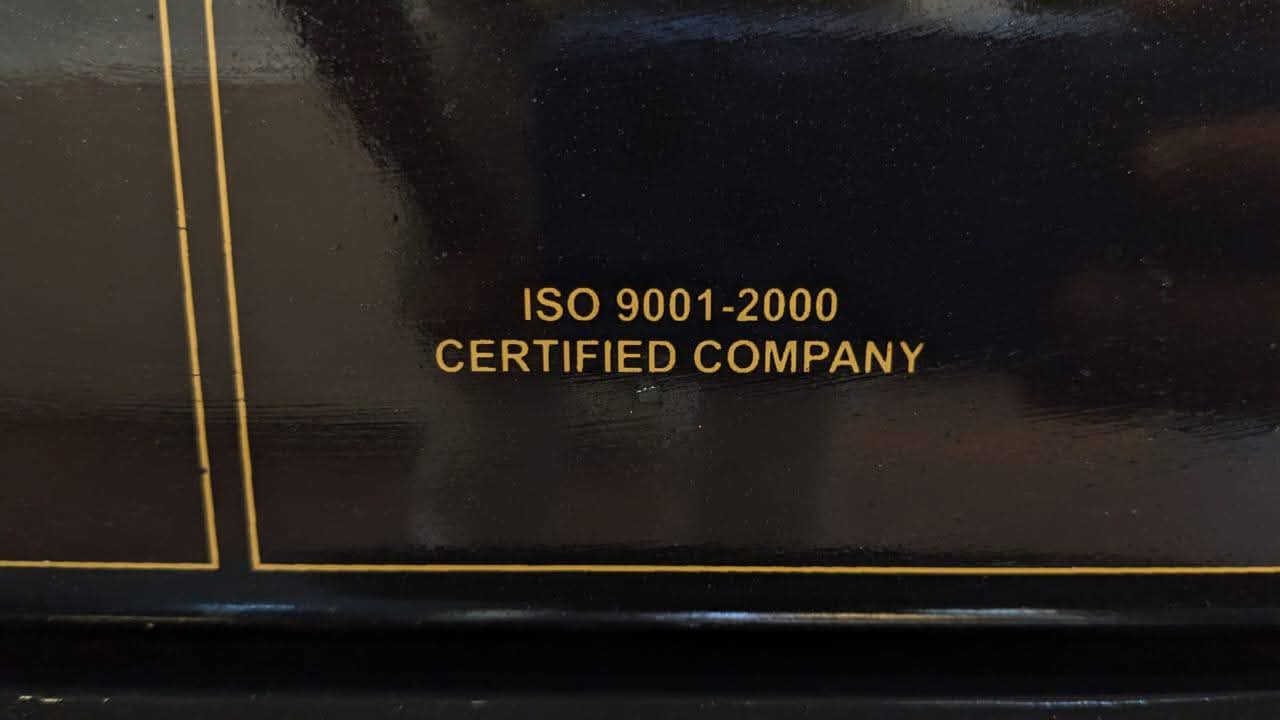 ISO 9001-2000
CERTIFIED COMPANY